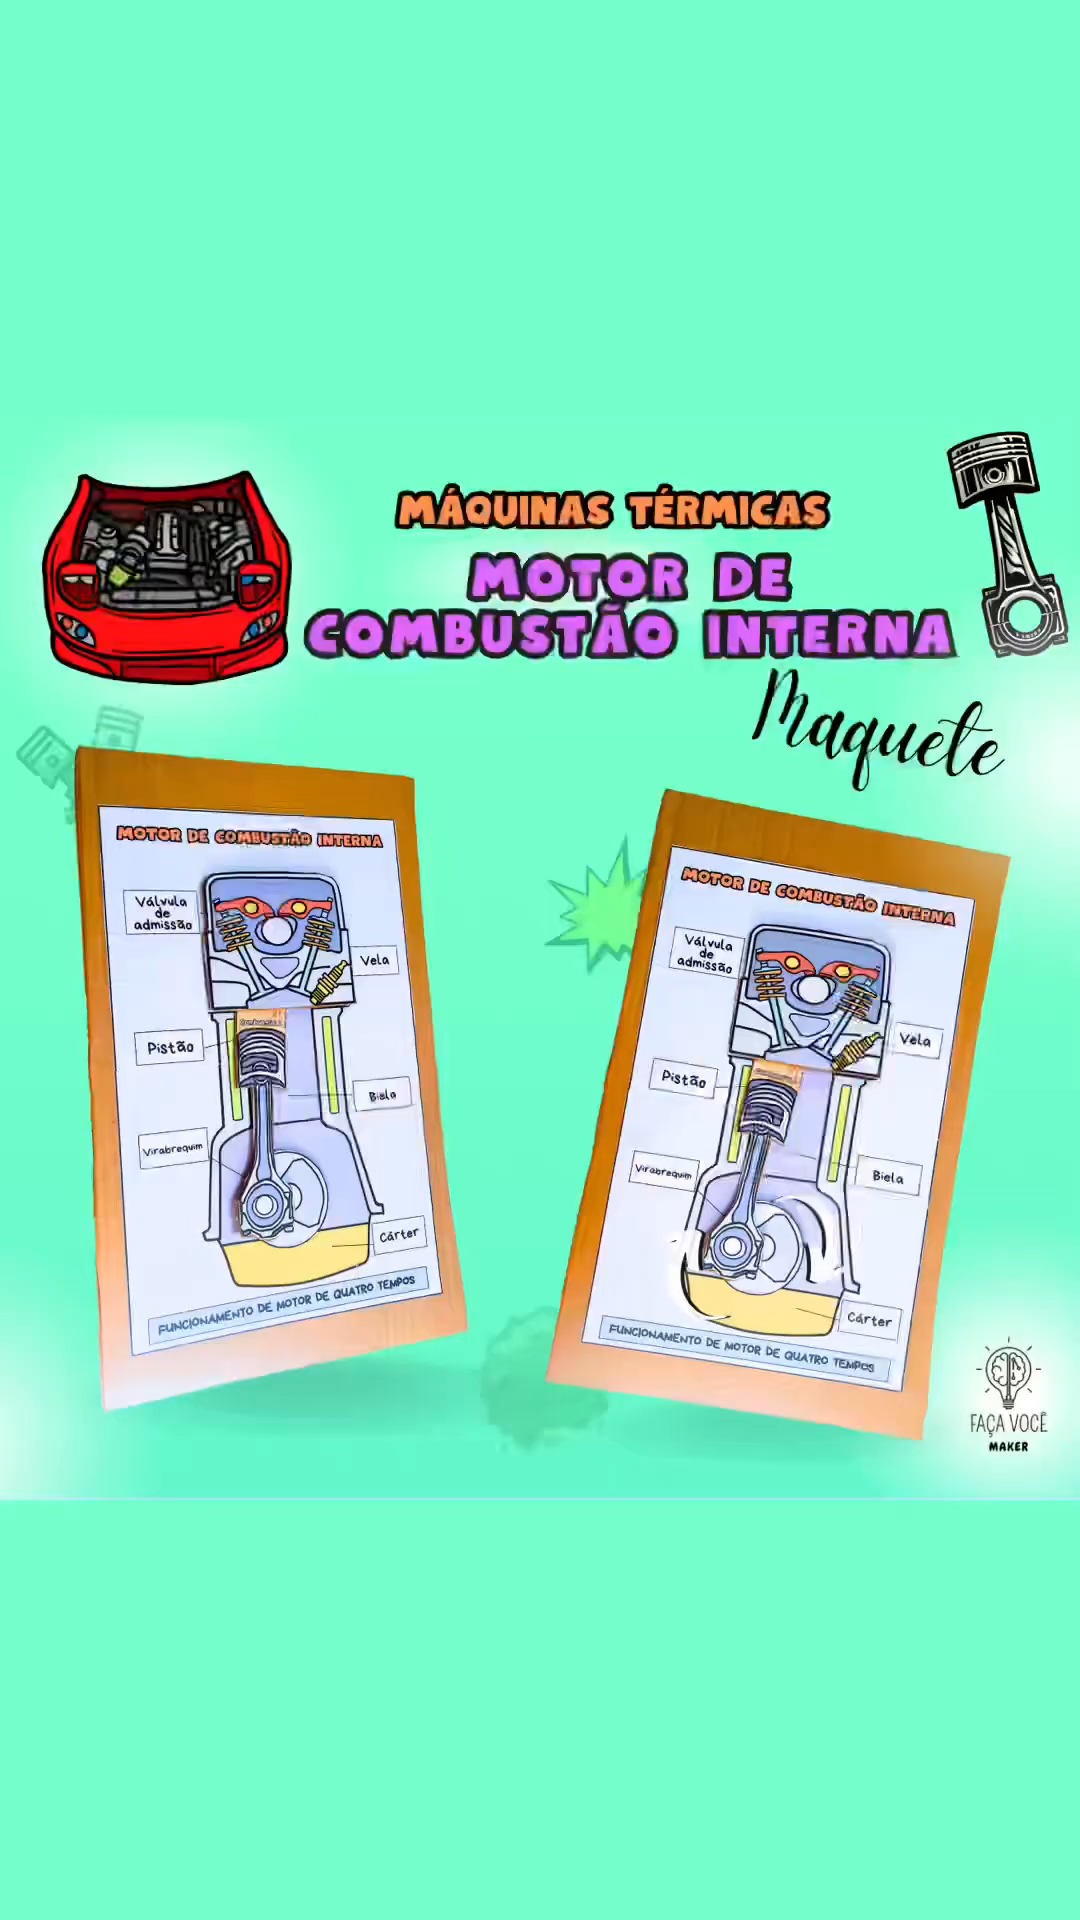 MÁQUINAS TÉRMICAS
MOTOR DE
COMBUSTÃO INTERNA
Maquete
MOTOR DE COMBUSTÃO INTERNA
Válvula
de
admissão
Vela
Pistão
Biela
Virabrequim
Cárter
FUNCIONAMENTO DE MOTOR DE QUATRO TEMPOS
MOTOR DE COMBUSTÃO INTERNA
Válvula
de
admissão
Vela
Pistão
Biela
Virabrequim
Cárter
FUNCIONAMENTO DE MOTOR DE QUATRO TEMPOS
FAÇA VOCÊ
MAKER